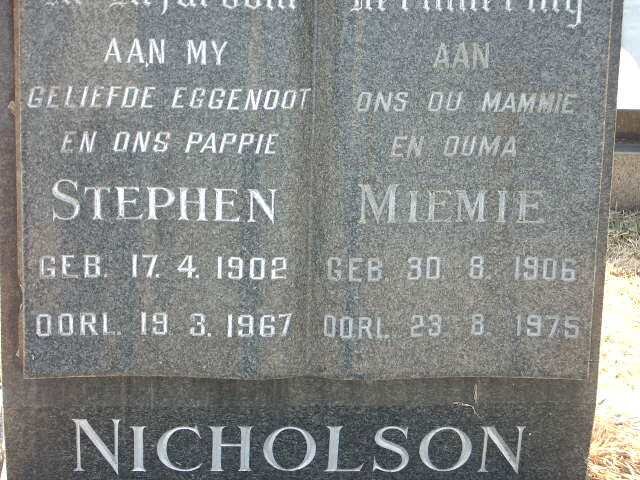 AAN MY
GELIEFDE EGGENOOT
EN ONS PAPPIE
STEPHEN
GEB. 17. 4. 1902
OORL. 19. 3. 1967
AAN
ONS OU MAMMIE
EN OUMA
MIEMIE
GEB. 30 8. 1906
OORL. 23 8. 1975
NICHOLSON